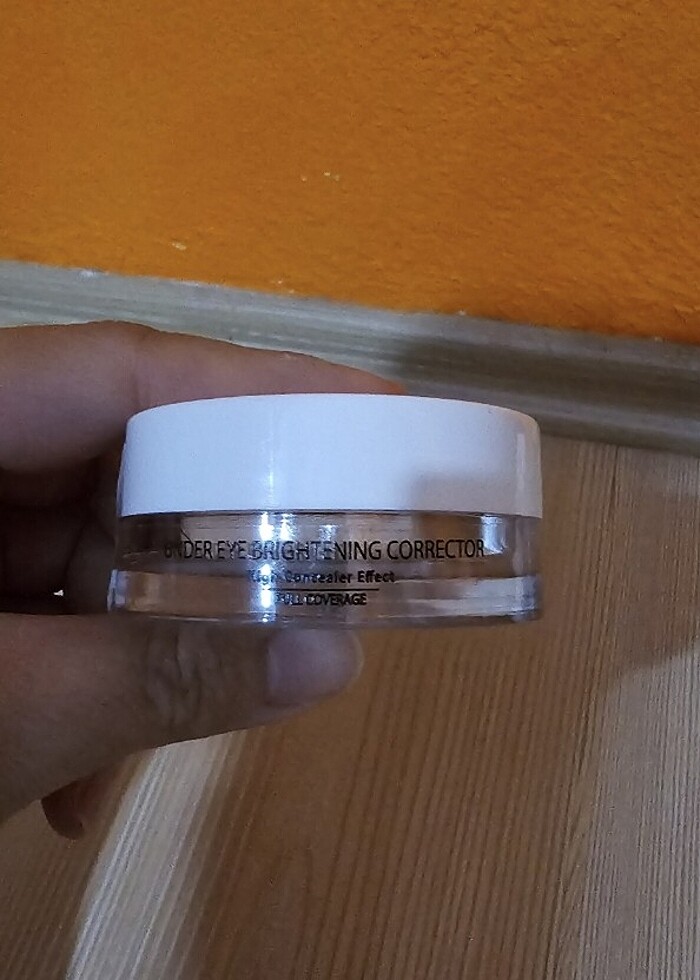 UNDER EYE BRIGHTENING CORRECTOR
High Concealer Effect
FULL COVERAGE